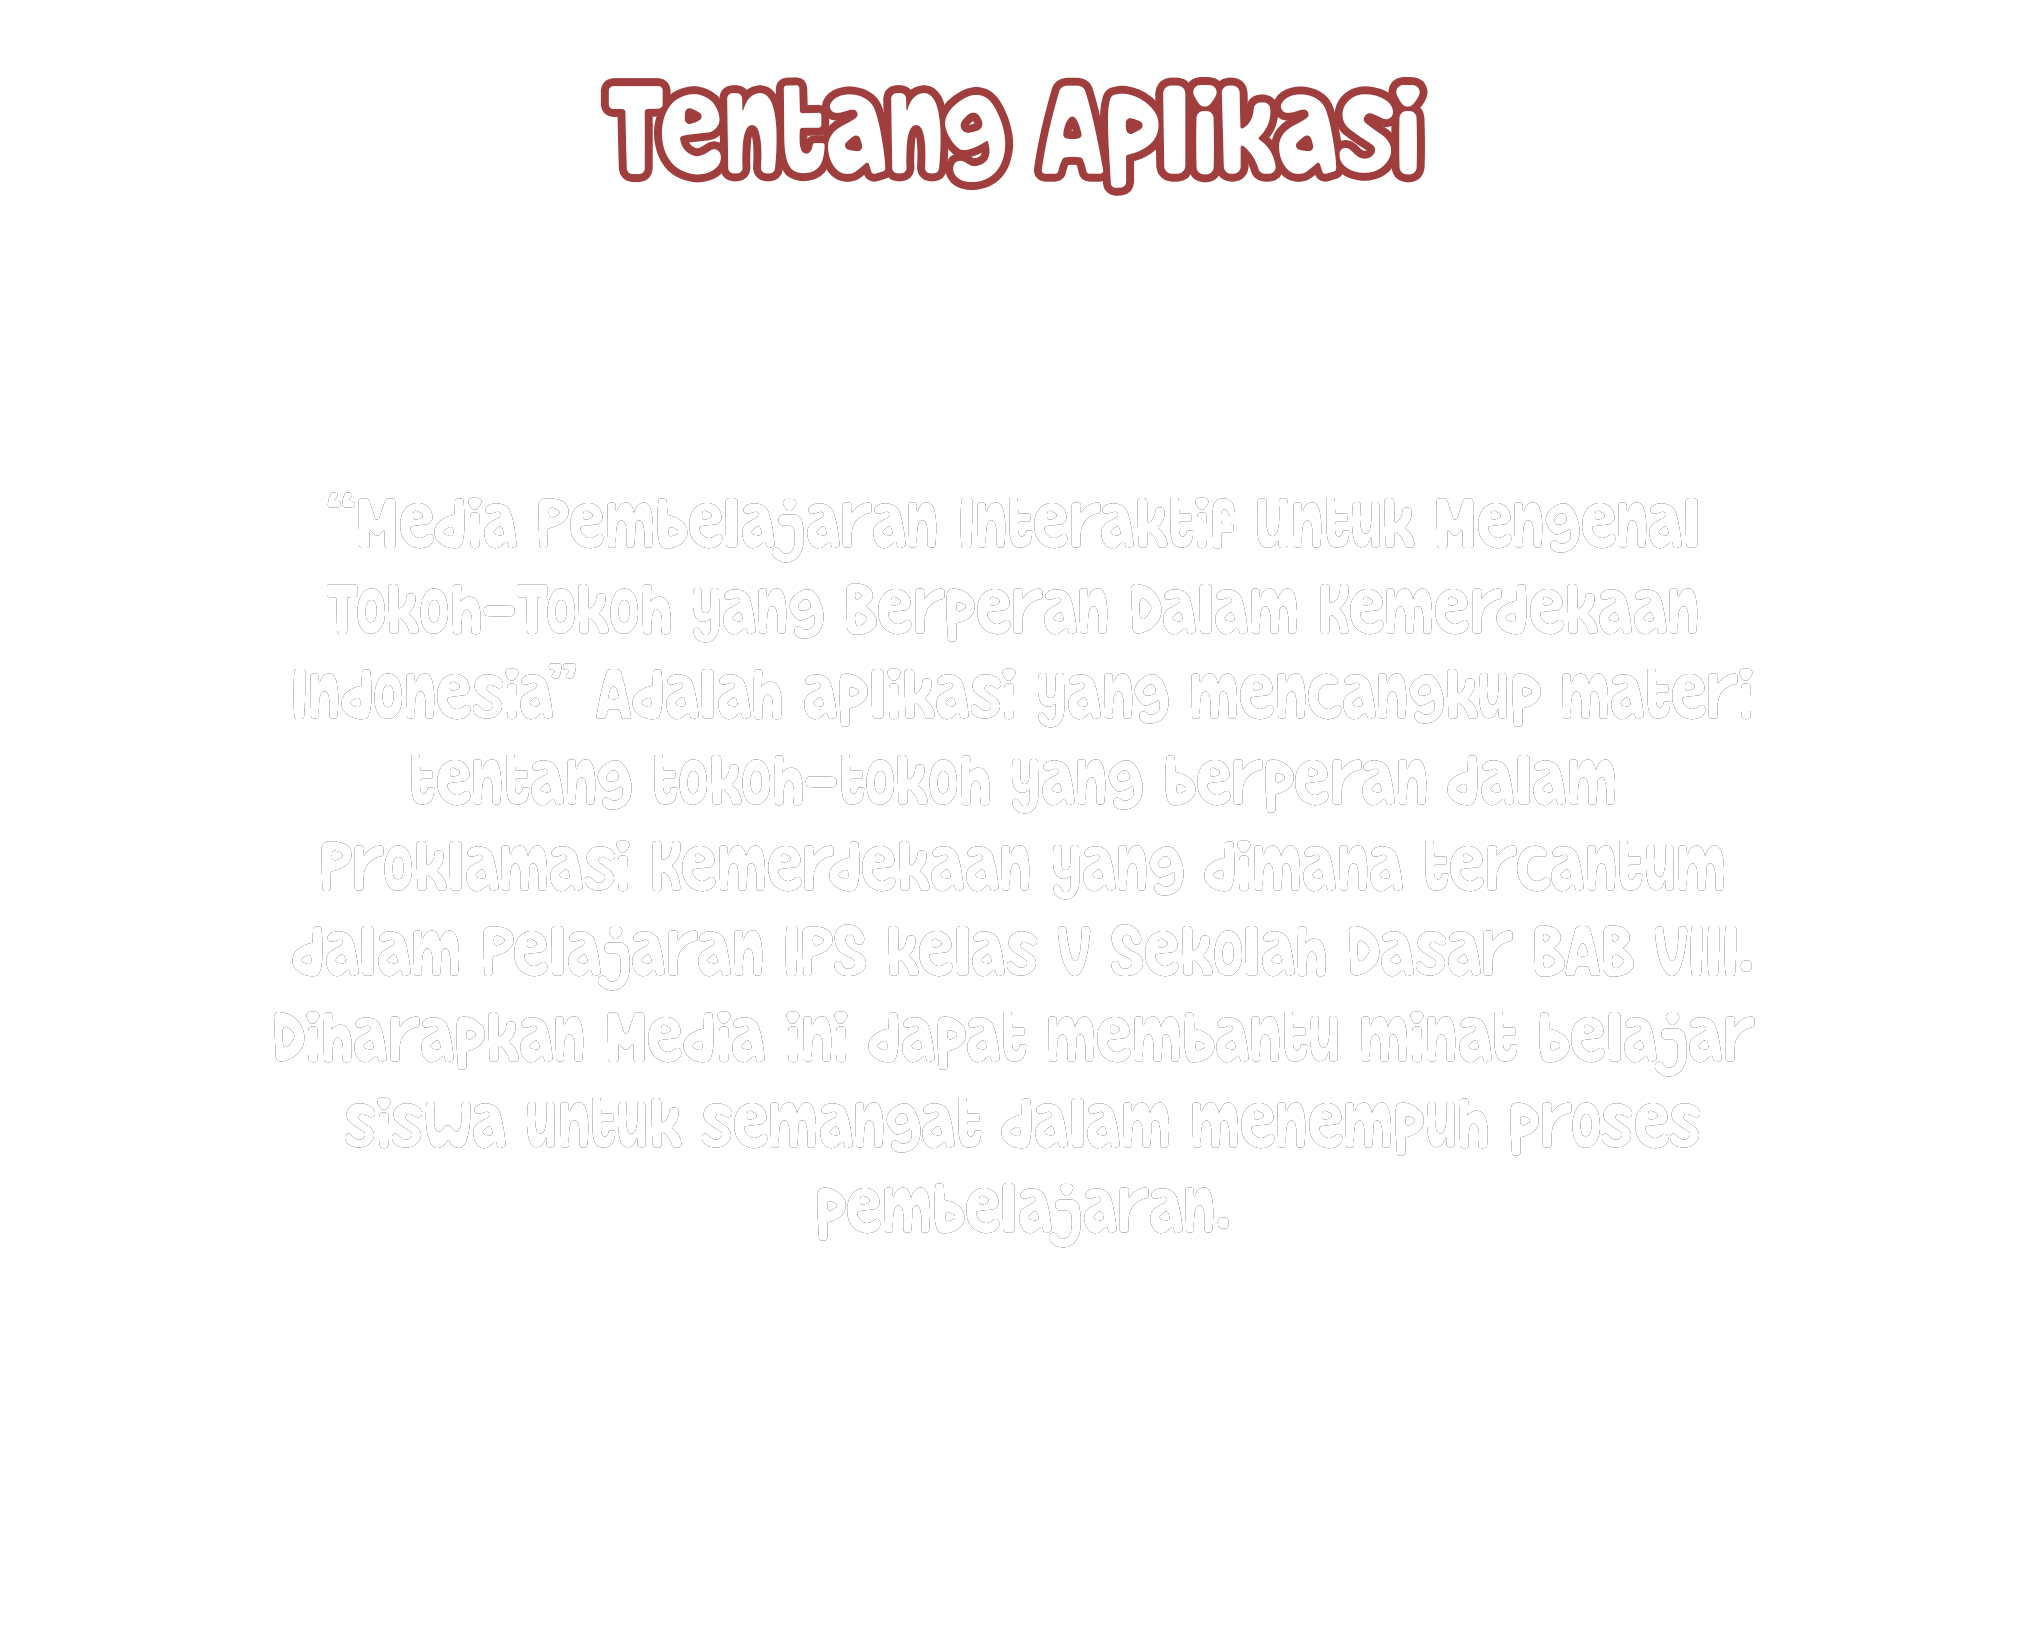 Tentang Aplikasi
“Media Pembelajaran Interaktif Untuk Mengenal
Tokoh-Tokoh yang Berperan Dalam Kemerdekaan
Indonesia” Adalah aplikasi yang mencangkup materi
tentang tokoh-tokoh yang berperan dalam
Proklamasi Kemerdekaan yang dimana tercantum
dalam Pelajaran IPS kelas V Sekolah Dasar BAB VIII.
Diharapkan Media ini dapat membantu minat belajar
siswa untuk semangat dalam menempuh proses
pembelajaran.